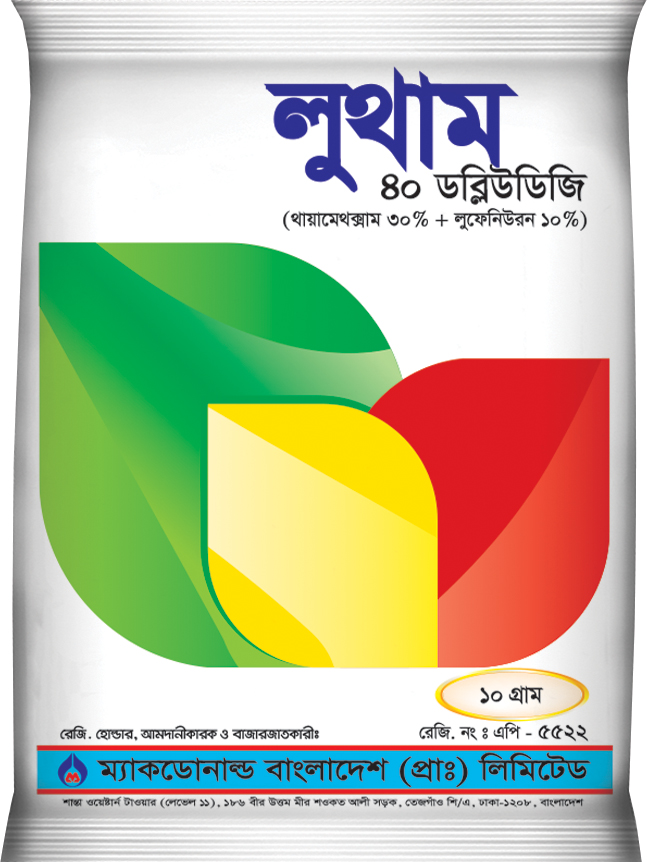 লুথাম
৪০ ডব্লিউডিজি
(থায়ামেথক্সাম ৩০% + লুফেনিউরন ১০%)
১০ গ্রাম
রেজি. হোল্ডার, আমদানীকারক ও বাজারজাতকারীঃ
রেজি. নং ঃ এপি - ৫৫২২
ম্যাকডোনাল্ড বাংলাদেশ (প্রাঃ) লিমিটেড
শান্তা ওয়েষ্টার্ন টাওয়ার (লেভেল ১১), ১৮৬ বীর উত্তম মীর শওকত আলী সড়ক, তেজগাঁও শি/এ, ঢাকা-১২০৮, বাংলাদেশ